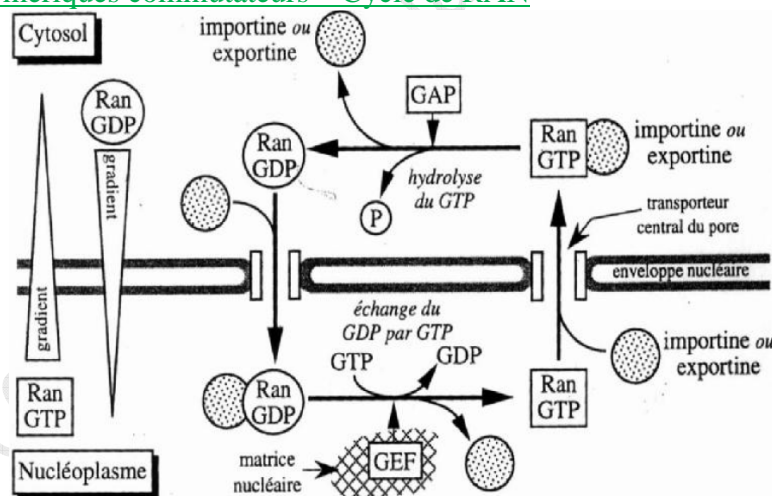 Cytosol
importine ou
exportine
Ran
GDP
gradient
GAP
Ran
GDP
hydrolyse
du GTP
P
Ran
GTP
importine ou
exportine
transporteur
central du pore
enveloppe nucléaire
gradient
échange du
GDP par GTP
GTP
GDP
importine ou
exportine
Ran
GTP
Ran
GDP
Ran
GTP
matrice
nucléaire
GEF
Nucléoplasme